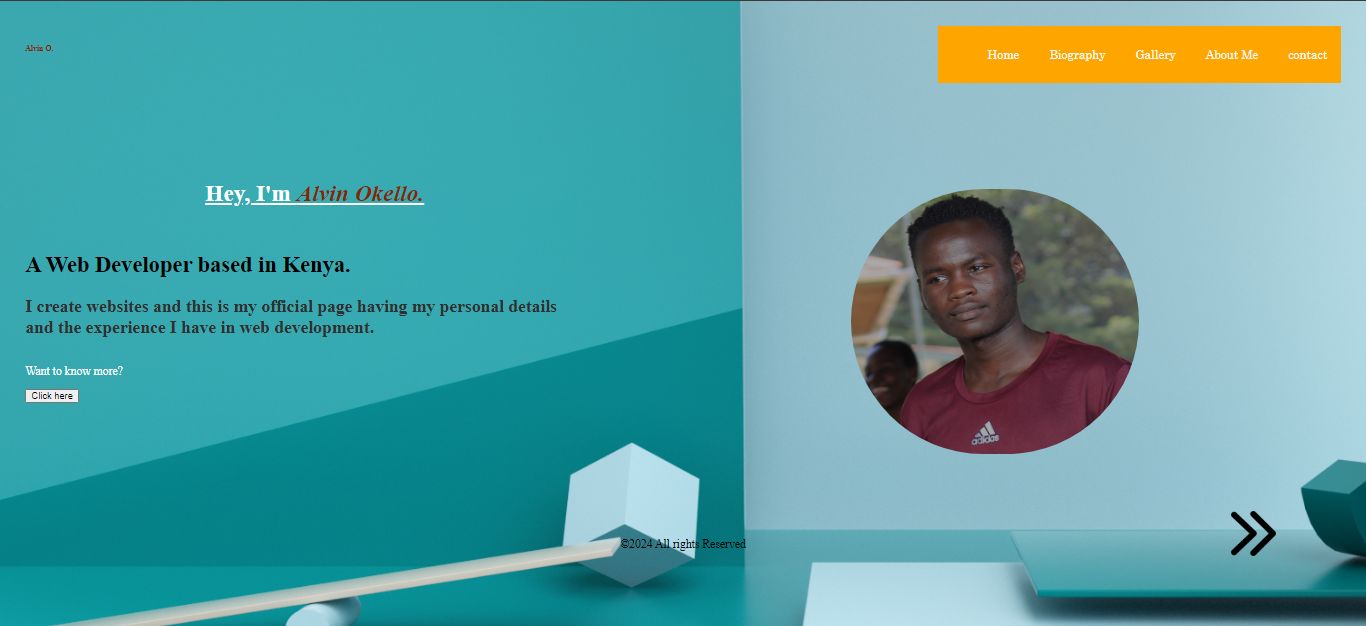 Alvin O.
Home Biography Gallery About Me contact
Hey, I'm Alvin Okello.
A Web Developer based in Kenya.
I create websites and this is my official page having my personal details
and the experience I have in web development.
Want to know more?
Click here
adidas
©2024 All rights Reserved